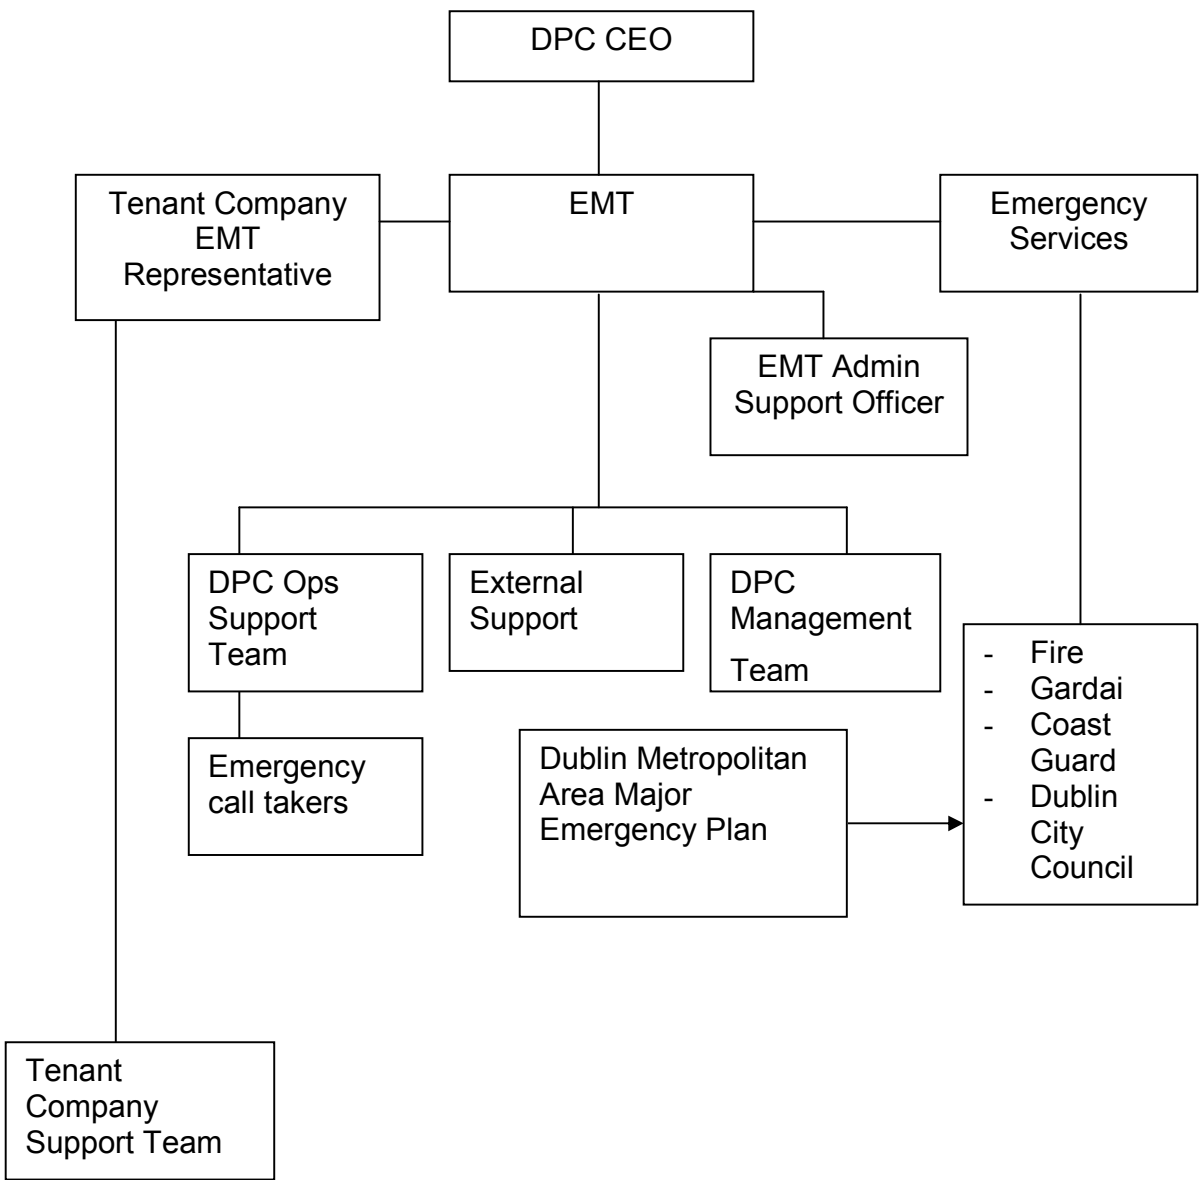 DPC CEO
Tenant Company
EMT
Representative
EMT
Emergency
Services
EMT Admin
Support Officer
DPC Ops
Support
Team
External
Support
DPC
Management
Team
- Fire
- Gardai
- Coast
Guard
- Dublin
City
Council
Emergency
call takers
Dublin Metropolitan
Area Major
Emergency Plan
Tenant
Company
Support Team